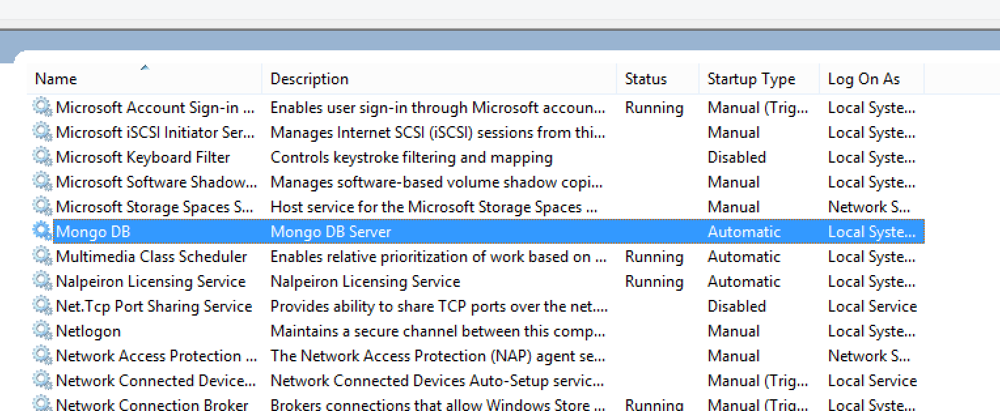 Name Description Status Startup Type Log On As
Microsoft Account Sign-in ... Enables user sign-in through Microsoft accoun... Running Manual (Trig... Local Syste...
Microsoft iSCSI Initiator Ser... Manages Internet SCSI (iSCSI) sessions from thi... Manual Local Syste...
Microsoft Keyboard Filter Controls keystroke filtering and mapping Disabled Local Syste...
Microsoft Software Shadow... Manages software-based volume shadow copi... Manual Local Syste...
Microsoft Storage Spaces S... Host service for the Microsoft Storage Spaces ... Manual Network S...
Mongo DB Mongo DB Server Automatic Local Syste...
Multimedia Class Scheduler Enables relative prioritization of work based on ... Running Automatic Local Syste...
Nalpeiron Licensing Service Nalpeiron Licensing Service Running Automatic Local Syste...
Net.Tcp Port Sharing Service Provides ability to share TCP ports over the net.... Disabled Local Service
Netlogon Maintains a secure channel between this comp... Manual Local Syste...
Network Access Protection ... The Network Access Protection (NAP) agent se... Manual Network S...
Network Connected Device... Network Connected Devices Auto-Setup servic... Manual (Trig... Local Service
Network Connection Broker Brokers connections that allow Windows Store ... Running Manual (Trig... Local Syste...